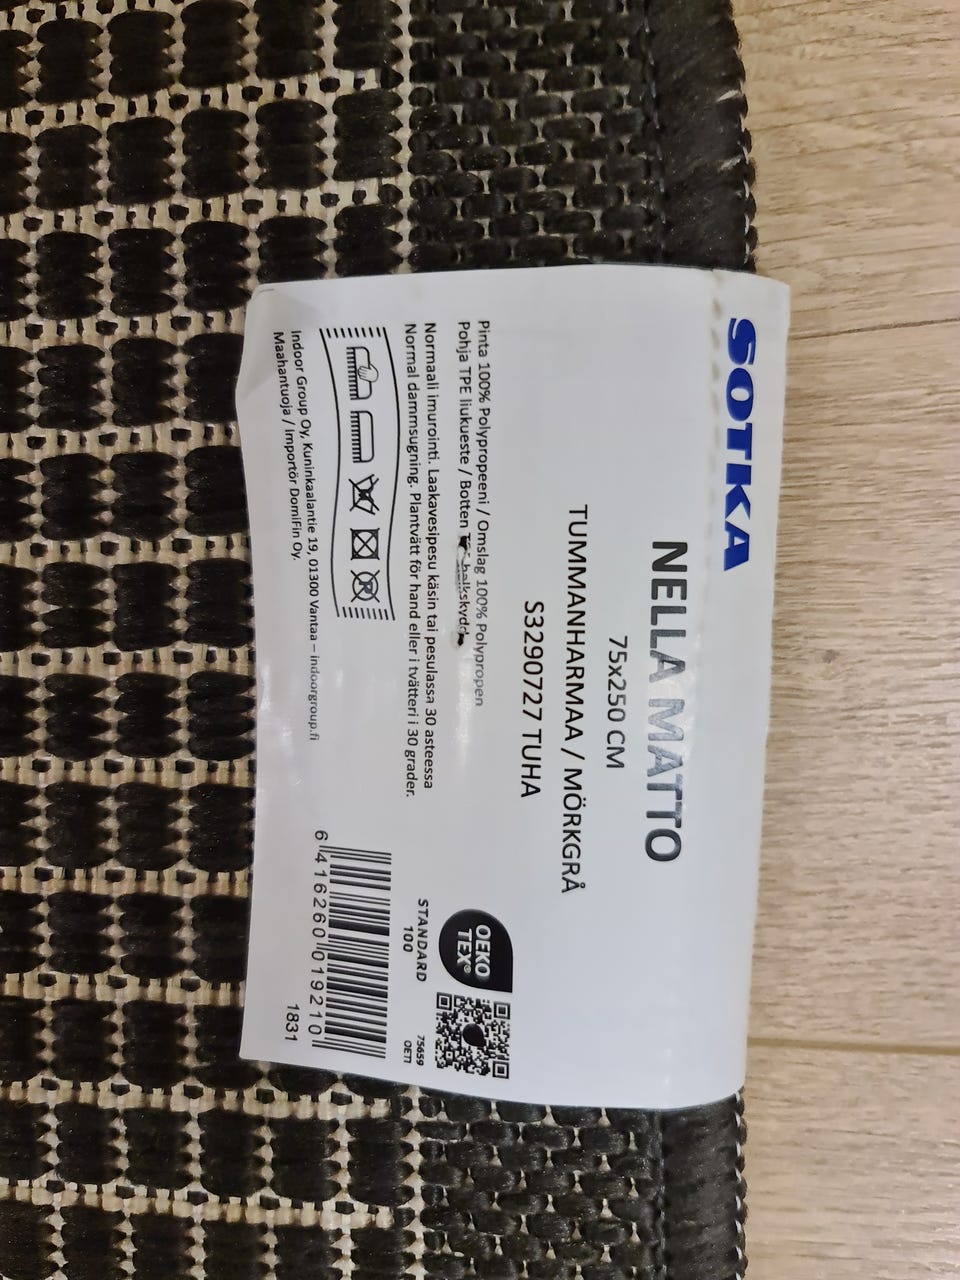 SOTKA
NELLA MATTO
75x250 CM
TUMMANHARMAA / MÖRKGRÅ
S3290727 TUHA
Pinta 100% Polypropeeni / Omslag 100% Polypropen
Pohja TPE liukueste / Botten halkskydd
Normaali imurointi. Laakavesipesu käsin tai pesulassa 30 asteessa
Normal dammsugning. Plantvätt för hand eller i tvätteri i 30 grader.
P
Indoor Group Oy, Kuninkaalantie 19, 01300 Vantaa – indoorgroup.fi
Maahantuoja / Importör DomiFin Oy.
OEKO
TEX®
STANDARD
100
75659
OETI
6 416260 019210
1831